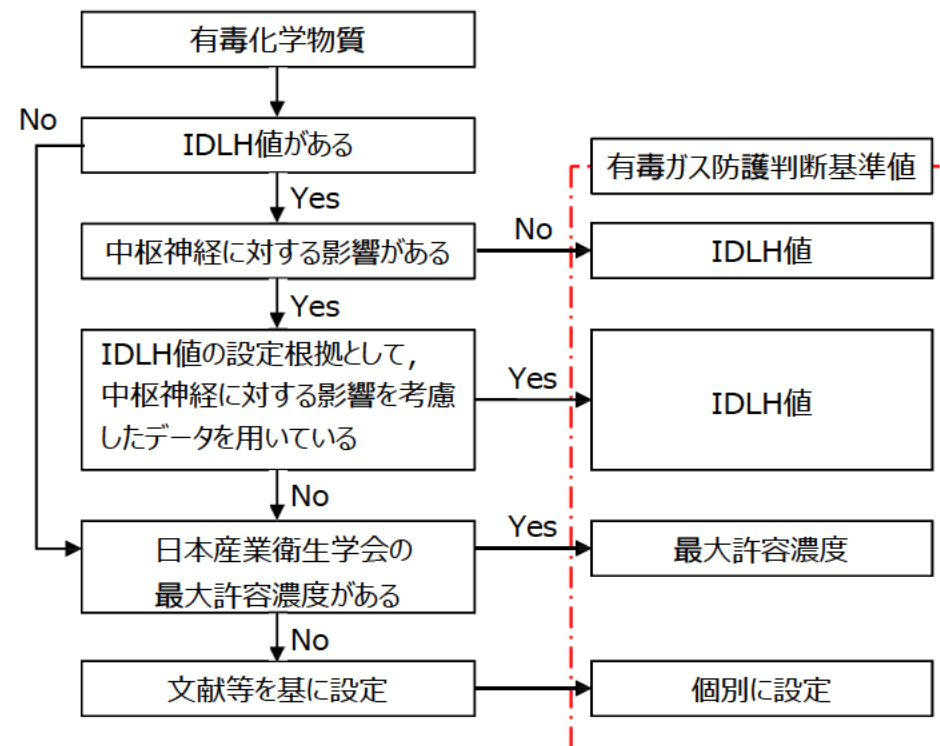 有毒化学物質
No
IDLH値がある
有毒ガス防護判断基準値
Yes
中枢神経に対する影響がある
No
IDLH値
Yes
IDLH値の設定根拠として，
中枢神経に対する影響を考慮
したデータを用いている
Yes
IDLH値
No
日本産業衛生学会の
最大許容濃度がある
Yes
最大許容濃度
No
文献等を基に設定
個別に設定